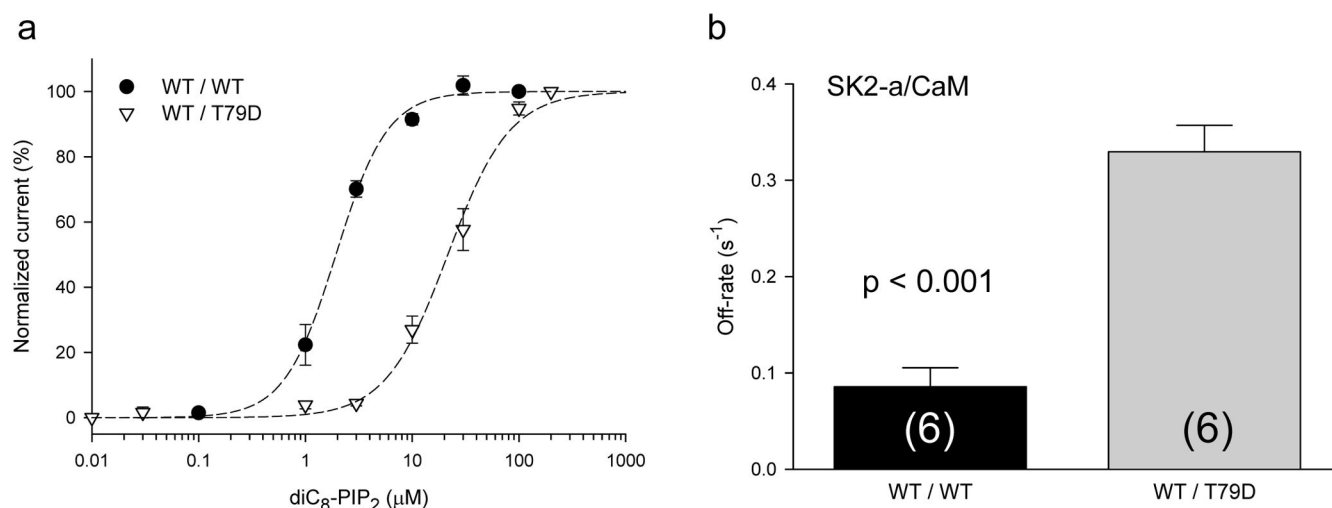 a
WT / WT
WT / T79D
Normalized current (%)
100
80
60
40
20
0
0.01 0.1 1 10 100 1000
diC₈-PIP₂ (μM)
b
SK2-a/CaM
Off-rate (s⁻¹)
0.4
0.3
0.2
0.1
0.0
p < 0.001
(6) (6)
WT / WT WT / T79D